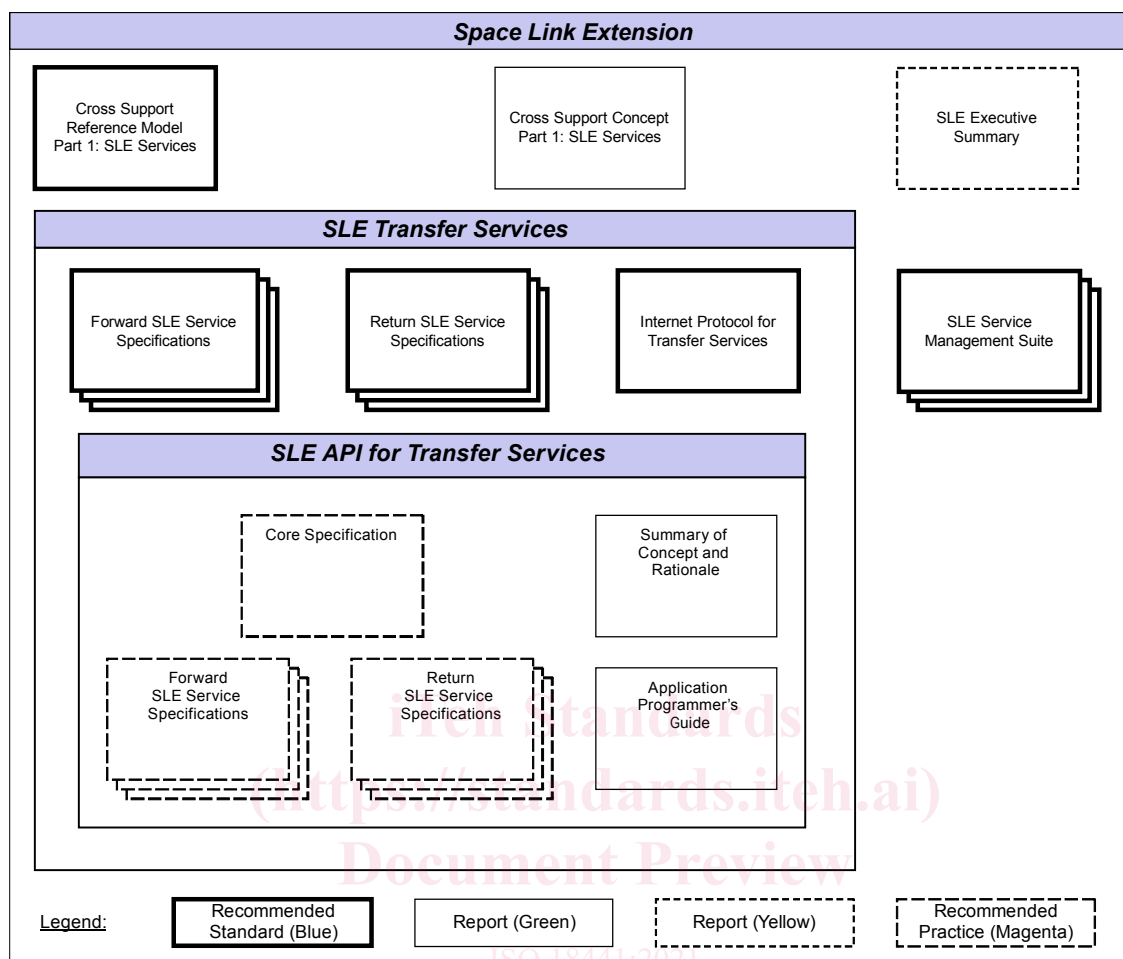 Space Link Extension
Cross Support
Reference Model
Part 1: SLE Services
Cross Support Concept
Part 1: SLE Services
SLE Executive
Summary
SLE Transfer Services
Forward SLE Service
Specifications
Return SLE Service
Specifications
Internet Protocol for
Transfer Services
SLE Service
Management Suite
SLE API for Transfer Services
Core Specification
Summary of
Concept and
Rationale
Forward
SLE Service
Specifications
Return
SLE Service
Specifications
Application
Programmer's
Guide
iTeh Standards
(https://standards.iteh.ai)
Document Preview
Legend:
Recommended
Standard (Blue)
Report (Green)
Report (Yellow)
Recommended
Practice (Magenta)
ISO 18441:2021